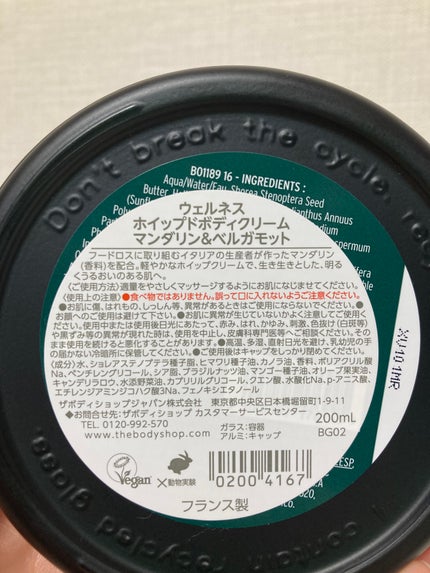 Don't break the cycle.
B01189 16 - INGREDIENTS :
Aqua/Water/Eau, Shorea Stenoptera Seed
Butter,
ウェルネス
ホイップドボディクリーム
マンダリン&ベルガモット
フードロスに取り組むイタリアの生産者が作ったマンダリン
(香料)を配合。軽やかなホイップクリームで、生き生きとした、明る
くうるおいのある肌へ。
〈ご使用方法〉適量をやさしくマッサージするようにお肌になじませてください。
〈使用上の注意〉●食べ物ではありません。誤って口に入れないようご注意ください。
●お肌に傷、はれもの、しっしん等、異常があるときはご使用にならないでください。●
お顔へのご使用は避けて下さい。●お肌に異常が生じていないかよく注意してご使用
ください。使用中または使用後日光にあたって、赤み、はれ、かゆみ、刺激、色抜け(白斑等)
や黒ずみ等の異常が現れた時は、使用を中止し、皮膚科専門医等へご相談ください。その
まま使用を続けると悪化することがあります。●高温、多湿、直射日光を避け、乳幼児の手
の届かない冷暗所に保管してください。●ご使用後はキャップをしっかり閉めてください。
〈成分〉水、ショレアステノプテラ種子脂、ヒマワリ種子油、カノラ油、香料、ポリアクリル酸
Na、ペンチレングリコール、シア脂、ブラジルナッツ油、マンゴー種子油、オリーブ果実油、
キャンデリラロウ、水添野菜油、カプリリルグリコール、クエン酸、水酸化Na、p-アニス酸、
エチレンジアミンジコハク酸3Na、フェノキシエタノール
ザボディショップジャパン株式会社 東京都中央区日本橋堀留町1-9-11
◆お問合せ先:ザボディショップ カスタマーサービスセンター
TEL. 0120-992-570
www.thebodyshop.com
ガラス:容器
アルミ:キャップ
200mL
BG02
Vegan
×動物実験
0200 4167
フランス製
contain recycled glass